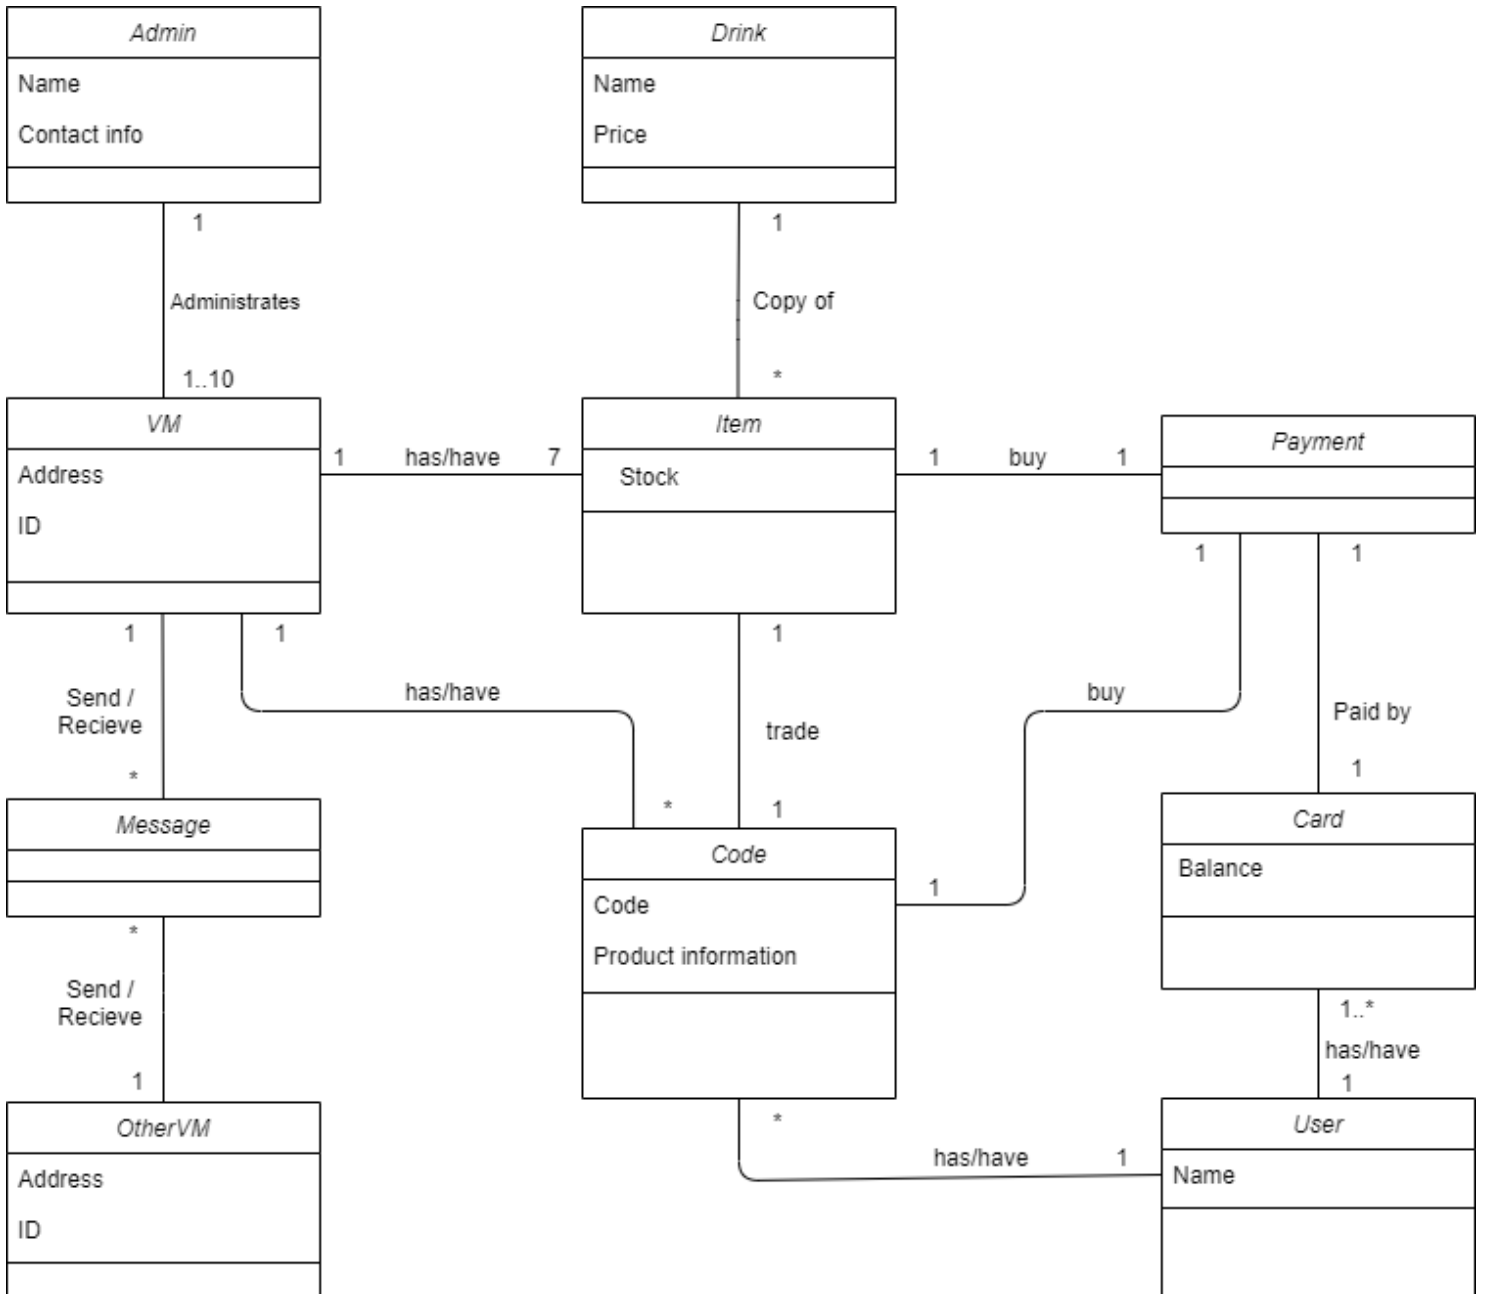 Admin
Name
Contact info
1
Administrates
1..10
Drink
Name
Price
1
Copy of
*
VM
Address
ID
1 has/have 7
Item
Stock
1 buy 1
Payment
1
Send /
Recieve
*
1
has/have
*
1
trade
1
1
buy
1
1
Paid by
1
Message
*
Send /
Recieve
1
Code
Code
Product information
*
has/have 1
Card
Balance
1..*
has/have
1
OtherVM
Address
ID
User
Name